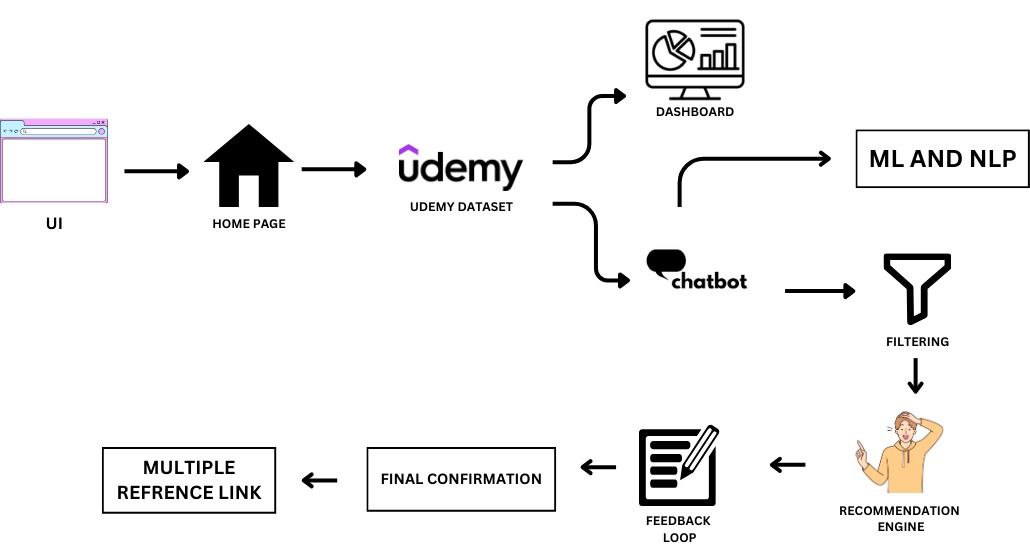 DASHBOARD
ML AND NLP
udemy
UI
HOME PAGE
UDEMY DATASET
chatbot
FILTERING
MULTIPLE
REFRENCE LINK
FINAL CONFIRMATION
FEEDBACK
LOOP
RECOMMENDATION
ENGINE